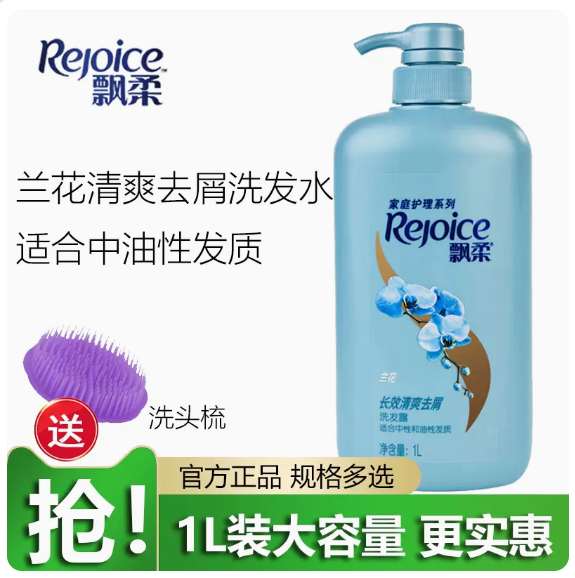 Rejoice
飘柔
兰花清爽去屑洗发水
适合中油性发质
洗头梳
送
家庭护理系列
Rejoice
飘柔
兰花
长效清爽去屑
洗发露
适合中性和油性发质
净含量：1L
抢！
官方正品 规格多选
1L装大容量 更实惠